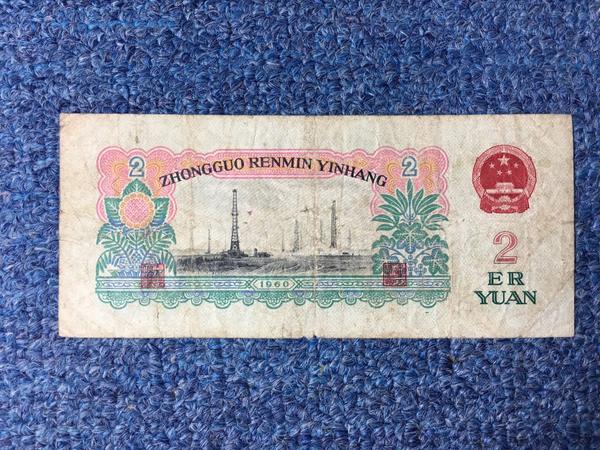 2 ZHONGGUO RENMIN YINHANG 2
2
ER
YUAN
1960